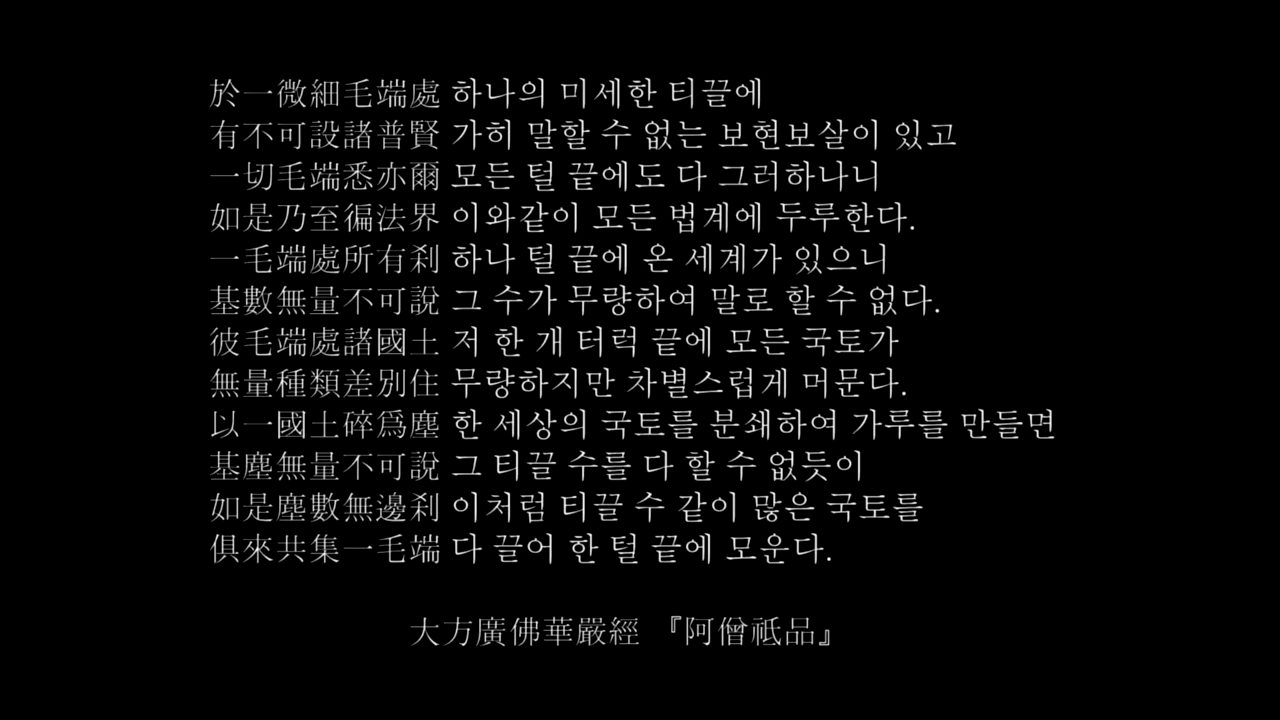 於一微細毛端處 하나의 미세한 티끌에
有不可設諸普賢 가히 말할 수 없는 보현보살이 있고
一切毛端悉亦爾 모든 털 끝에도 다 그러하나니
如是乃至徧法界 이와같이 모든 법계에 두루한다.
一毛端處所有刹 하나 털 끝에 온 세계가 있으니
基數無量不可說 그 수가 무량하여 말로 할 수 없다.
彼毛端處諸國土 저 한 개 터럭 끝에 모든 국토가
無量種類差別住 무량하지만 차별스럽게 머문다.
以一國土碎爲塵 한 세상의 국토를 분쇄하여 가루를 만들면
基塵無量不可說 그 티끌 수를 다 할 수 없듯이
如是塵數無邊刹 이처럼 티끌 수 같이 많은 국토를
俱來共集一毛端 다 끌어 한 털 끝에 모운다.
大方廣佛華嚴經 『阿僧祗品』